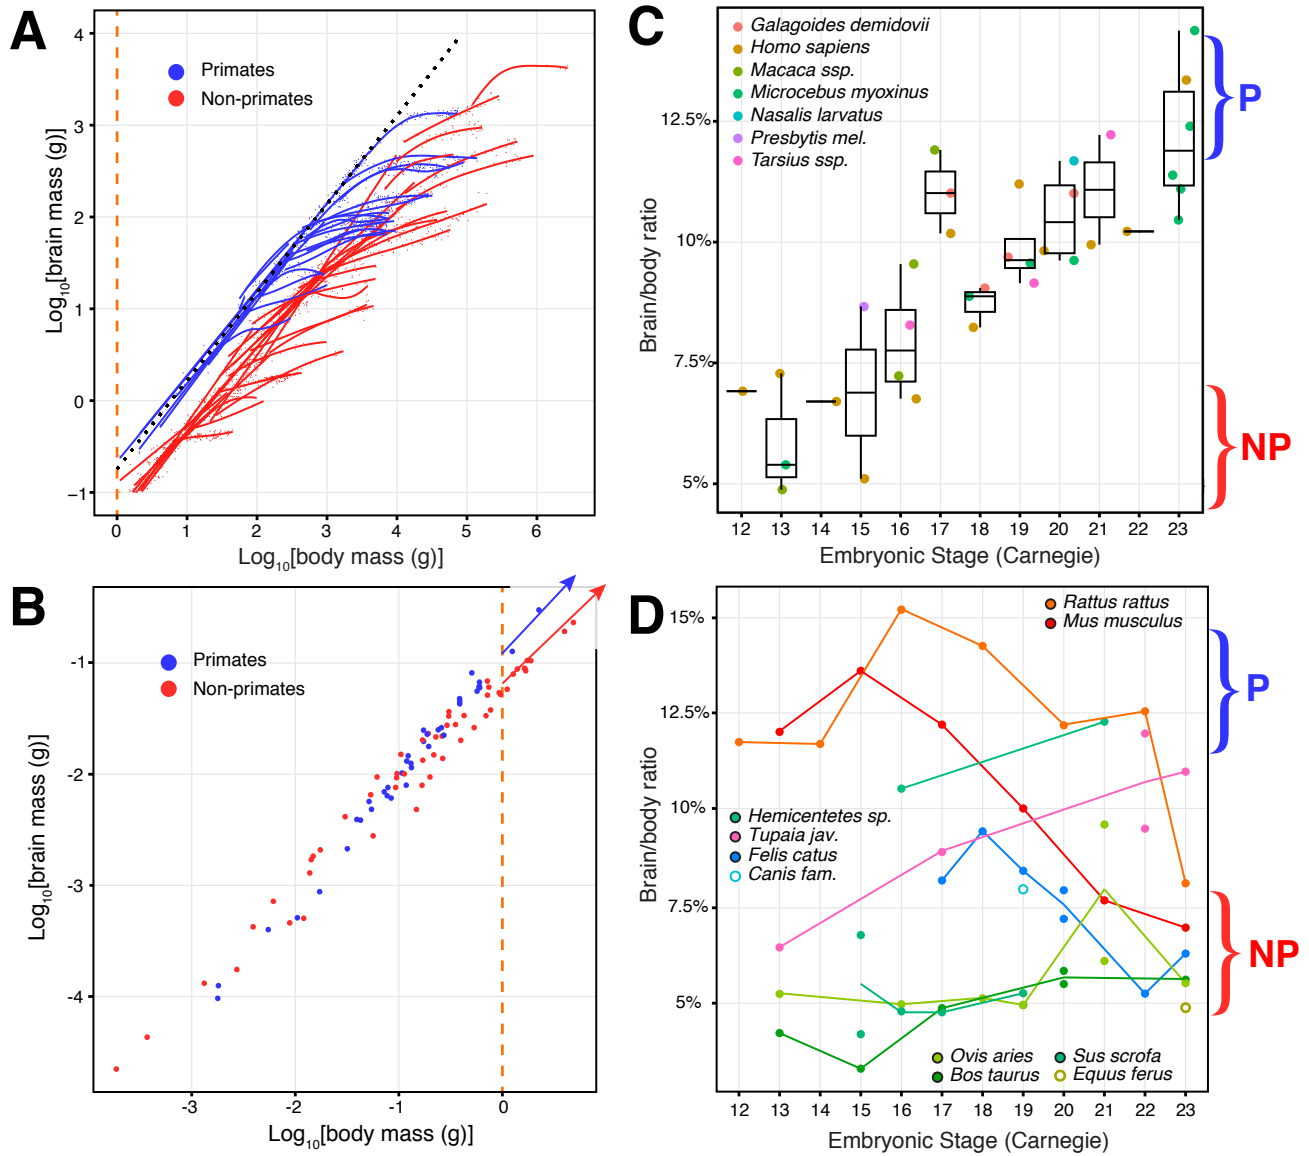 A
Log10[brain mass (g)]
4
3
2
1
0
−1
Primates
Non-primates
0 1 2 3 4 5 6
Log10[body mass (g)]
B
Log10[brain mass (g)]
-1
-2
-3
-4
Primates
Non-primates
-3 -2 -1 0
Log10[body mass (g)]
C
Brain/body ratio
12.5%
10%
7.5%
5%
Galagoides demidovii
Homo sapiens
Macaca ssp.
Microcebus myoxinus
Nasalis larvatus
Presbytis mel.
Tarsius ssp.
P
NP
12 13 14 15 16 17 18 19 20 21 22 23
Embryonic Stage (Carnegie)
D
Brain/body ratio
15%
12.5%
10%
7.5%
5%
Rattus rattus
Mus musculus
Hemicentetes sp.
Tupaia jav.
Felis catus
Canis fam.
Ovis aries Sus scrofa
Bos taurus Equus ferus
P
NP
12 13 14 15 16 17 18 19 20 21 22 23
Embryonic Stage (Carnegie)